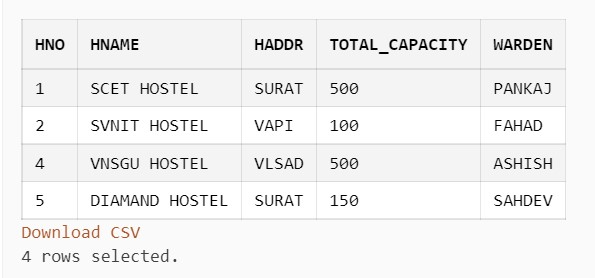 HNO HNAME HADDR TOTAL_CAPACITY WARDEN
1 SCET HOSTEL SURAT 500 PANKAJ
2 SVNIT HOSTEL VAPI 100 FAHAD
4 VNSGU HOSTEL VLSAD 500 ASHISH
5 DIAMAND HOSTEL SURAT 150 SAHDEV
Download CSV
4 rows selected.